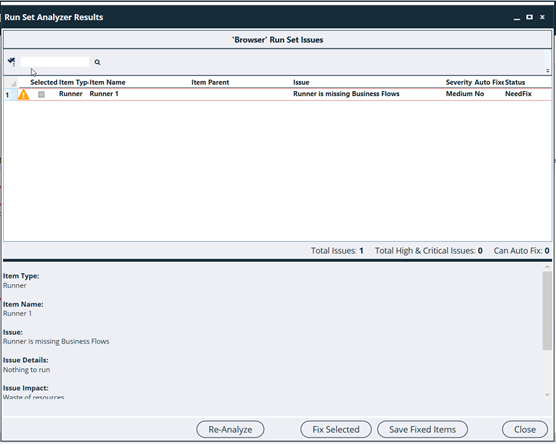 Run Set Analyzer Results
'Browser' Run Set Issues
Selected Item Typ Item Name Item Parent Issue Severity Auto Fixe Status
1 Runner Runner 1 Runner is missing Business Flows Medium No NeedFix
Total Issues: 1 Total High & Critical Issues: 0 Can Auto Fix: 0
Item Type:
Runner
Item Name:
Runner 1
Issue:
Runner is missing Business Flows
Issue Details:
Nothing to run
Issue Impact:
Waste of resources
Re-Analyze Fix Selected Save Fixed Items Close